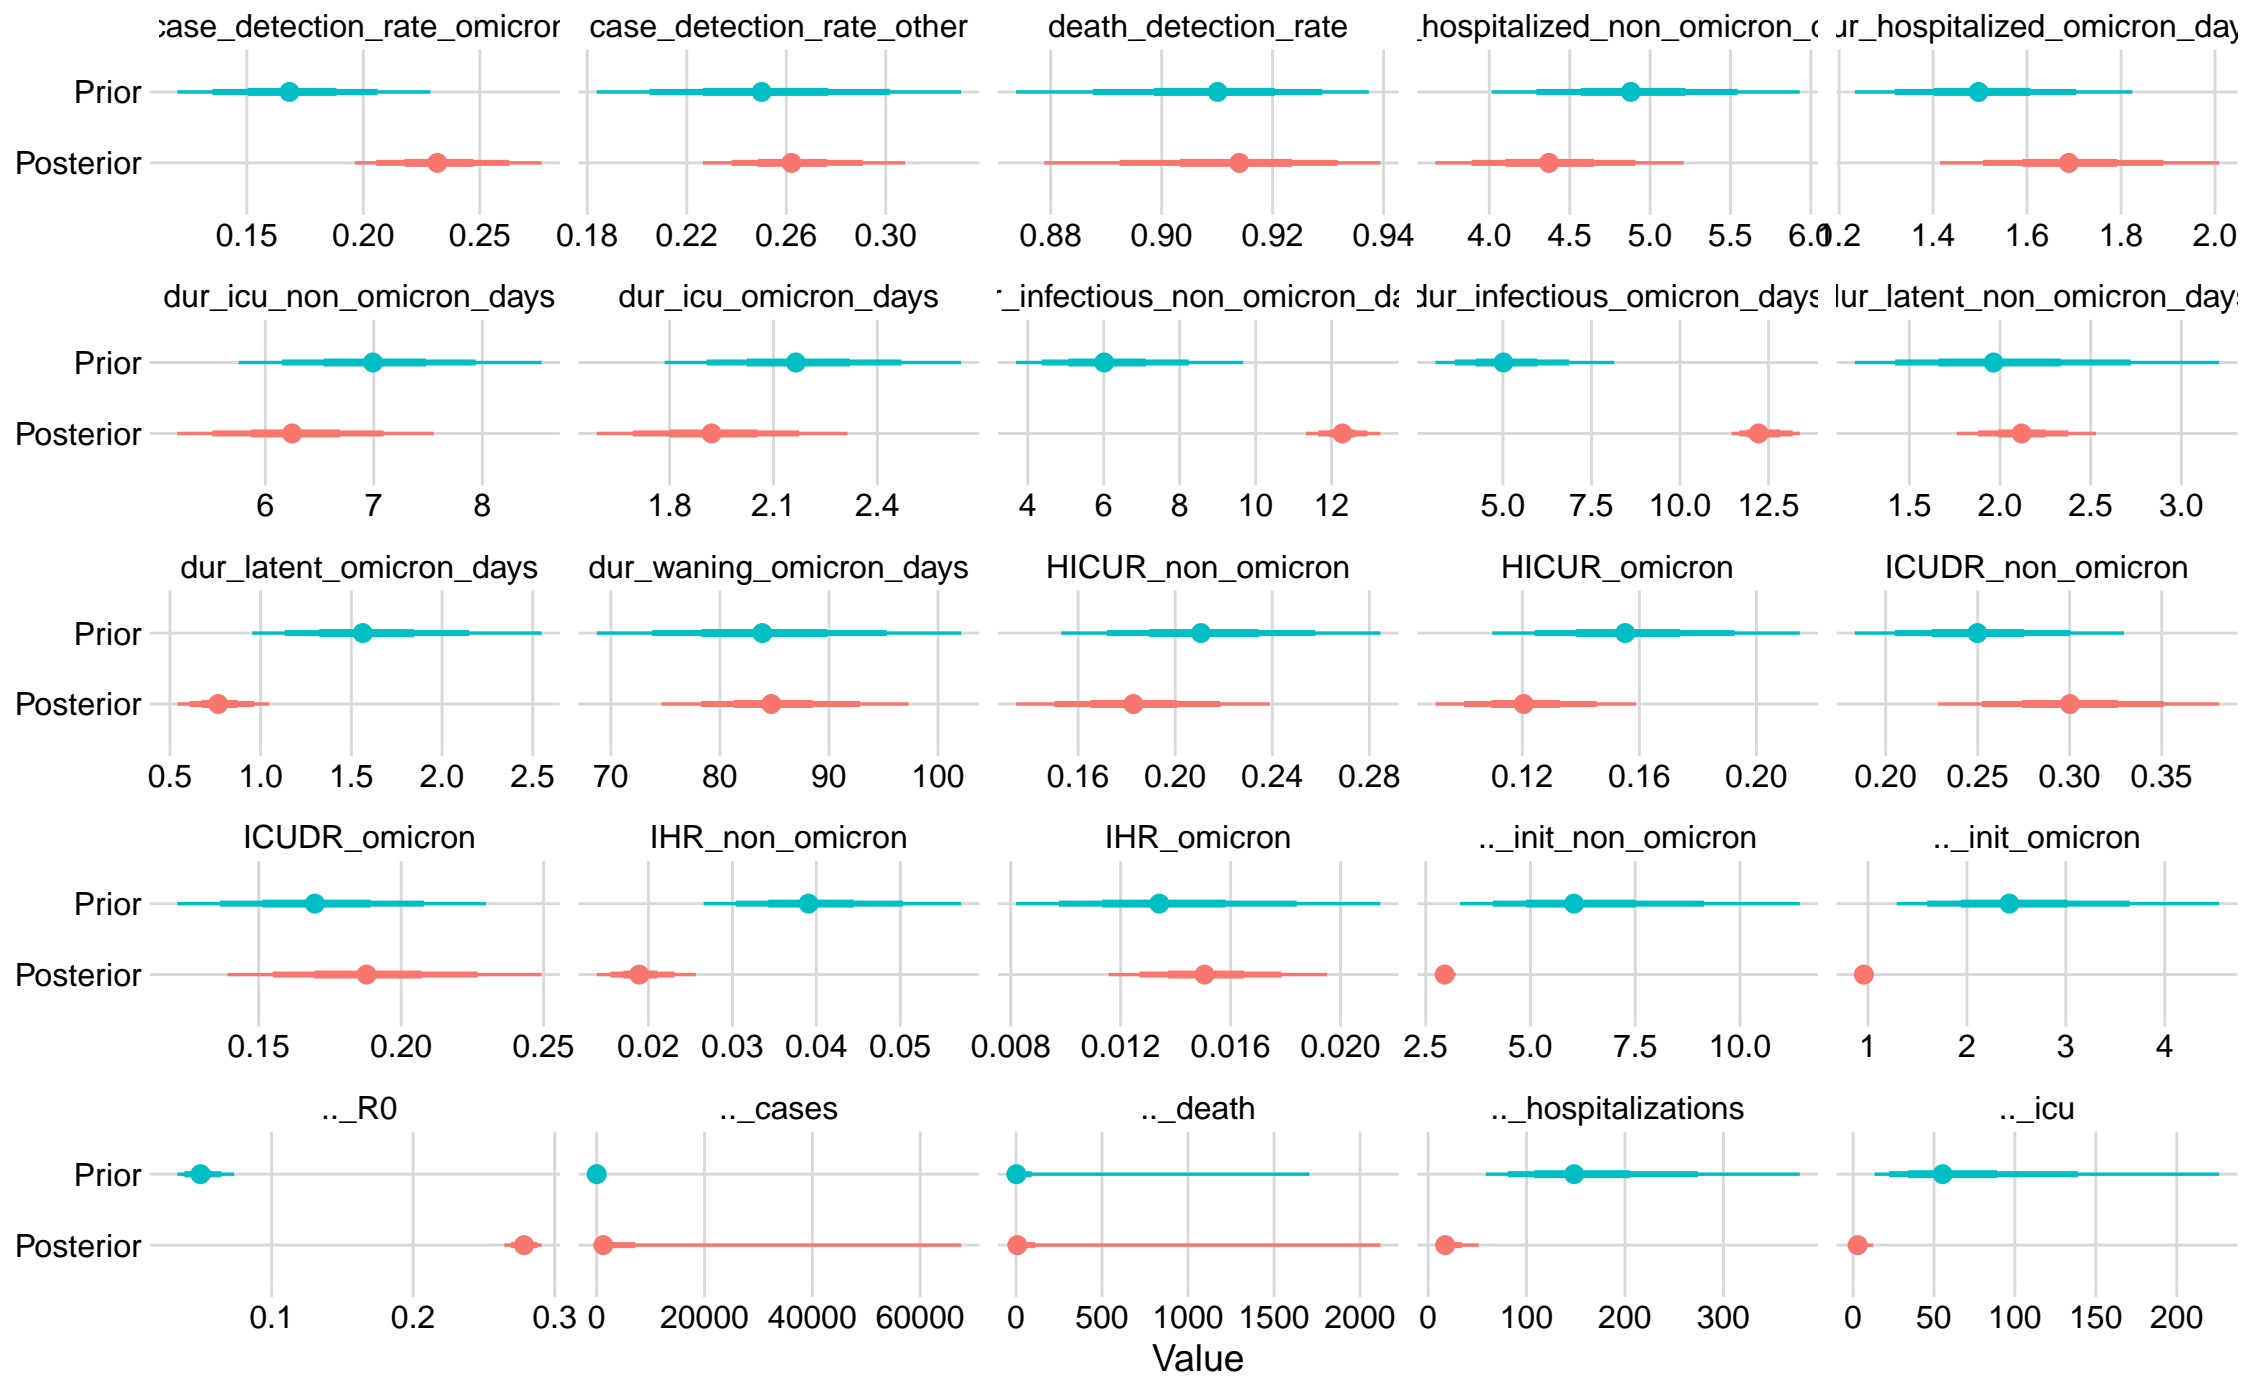 case_detection_rate_omicron case_detection_rate_other death_detection_rate _hospitalized_non_omicron_ ur_hospitalized_omicron_day
Prior
Posterior
0.15 0.20 0.25 0.18 0.22 0.26 0.30 0.88 0.90 0.92 0.94 4.0 4.5 5.0 5.5 6.0 1.2 1.4 1.6 1.8 2.0
dur_icu_non_omicron_days dur_icu_omicron_days r_infectious_non_omicron_da dur_infectious_omicron_days dur_latent_non_omicron_days
Prior
Posterior
6 7 8 1.8 2.1 2.4 4 6 8 10 12 5.0 7.5 10.0 12.5 1.5 2.0 2.5 3.0
dur_latent_omicron_days dur_waning_omicron_days HICUR_non_omicron HICUR_omicron ICUDR_non_omicron
Prior
Posterior
0.5 1.0 1.5 2.0 2.5 70 80 90 100 0.16 0.20 0.24 0.28 0.12 0.16 0.20 0.20 0.25 0.30 0.35
ICUDR_omicron IHR_non_omicron IHR_omicron .._init_non_omicron .._init_omicron
Prior
Posterior
0.15 0.20 0.25 0.02 0.03 0.04 0.05 0.008 0.012 0.016 0.020 2.5 5.0 7.5 10.0 1 2 3 4
.._R0 .._cases .._death .._hospitalizations .._icu
Prior
Posterior
0.1 0.2 0.3 0 20000 40000 60000 0 500 1000 1500 2000 0 100 200 300 0 50 100 150 200
Value